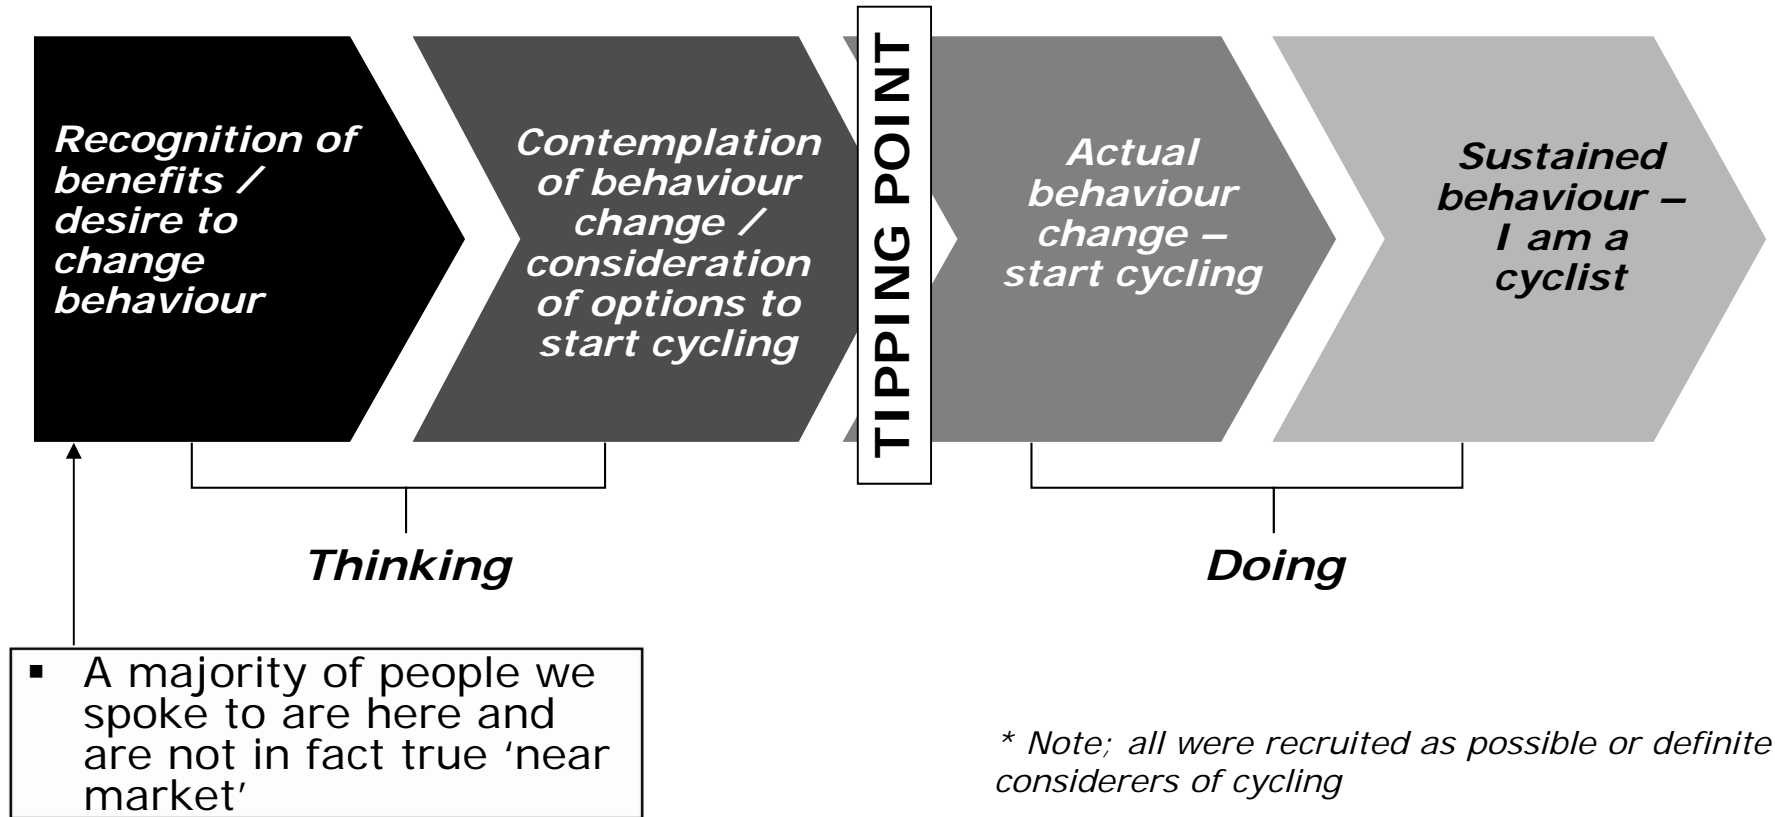 Recognition of
benefits /
desire to
change
behaviour
Contemplation
of behaviour
change /
consideration
of options to
start cycling
TIPPING POINT
Actual
behaviour
change –
start cycling
Sustained
behaviour –
I am a
cyclist
Thinking
Doing
▪ A majority of people we
spoke to are here and
are not in fact true ‘near
market’
* Note; all were recruited as possible or definite
considerers of cycling